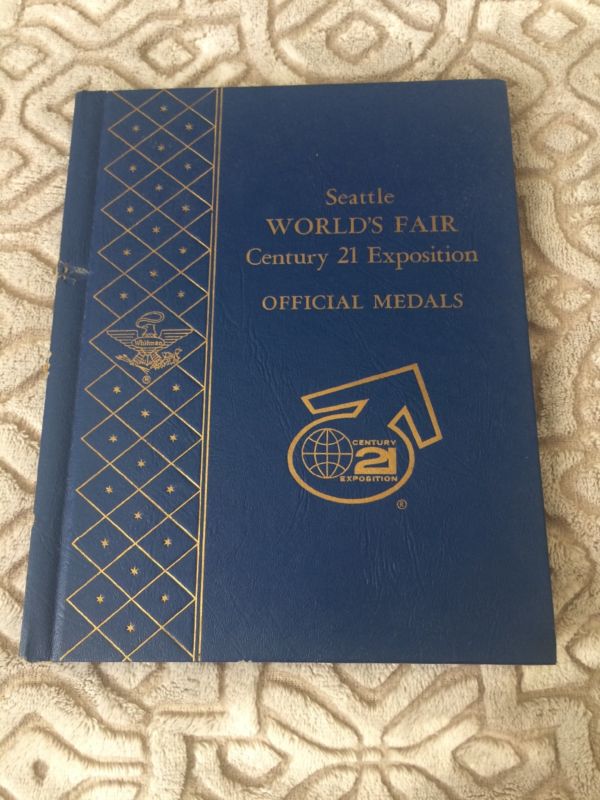 Seattle
WORLD'S FAIR
Century 21 Exposition
OFFICIAL MEDALS
Whitman
®
CENTURY
21
EXPOSITION
®